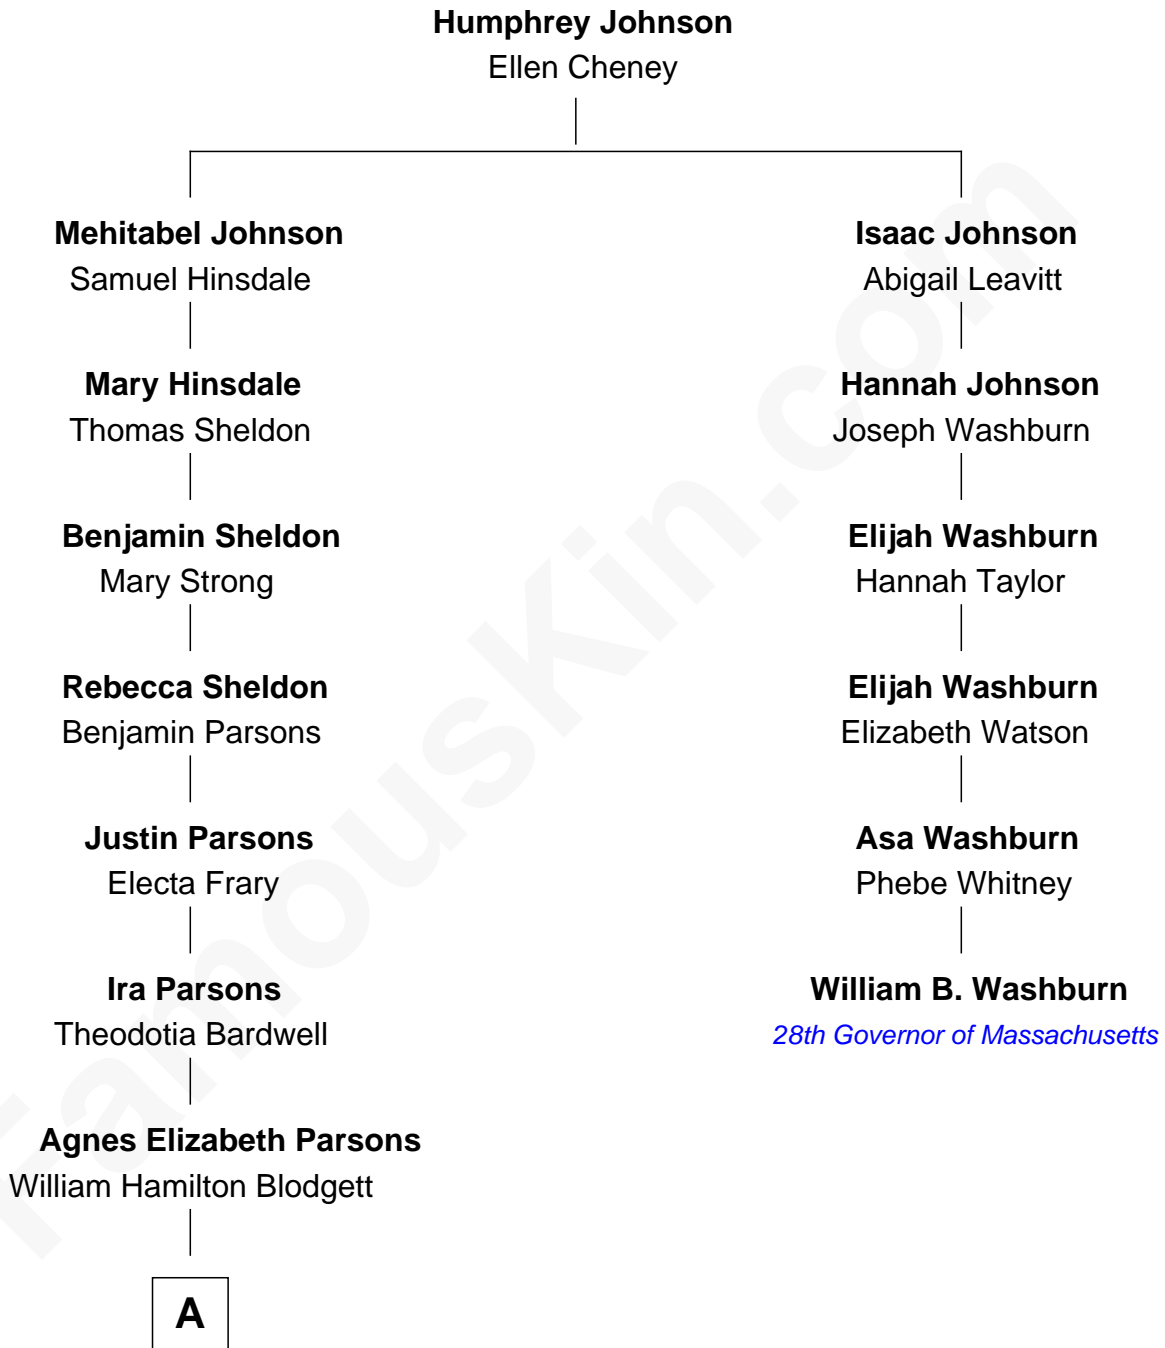 Humphrey Johnson
Ellen Cheney
Mehitabel Johnson
Samuel Hinsdale
Isaac Johnson
Abigail Leavitt
Mary Hinsdale
Thomas Sheldon
Hannah Johnson
Joseph Washburn
Benjamin Sheldon
Mary Strong
Elijah Washburn
Hannah Taylor
Rebecca Sheldon
Benjamin Parsons
Elijah Washburn
Elizabeth Watson
Justin Parsons
Electa Frary
Asa Washburn
Phebe Whitney
Ira Parsons
Theodotia Bardwell
William B. Washburn
28th Governor of Massachusetts
Agnes Elizabeth Parsons
William Hamilton Blodgett
A
FamousKin.com